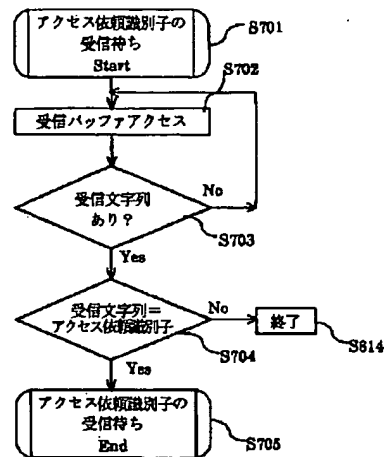 アクセス依頼識別子の
受信待ち
Start
S701
S702
受信バッファアクセス
受信文字列
あり？
No
S703
Yes
受信文字列＝
アクセス依頼識別子
No
終了
S704
S614
Yes
アクセス依頼識別子の
受信待ち
End
S705